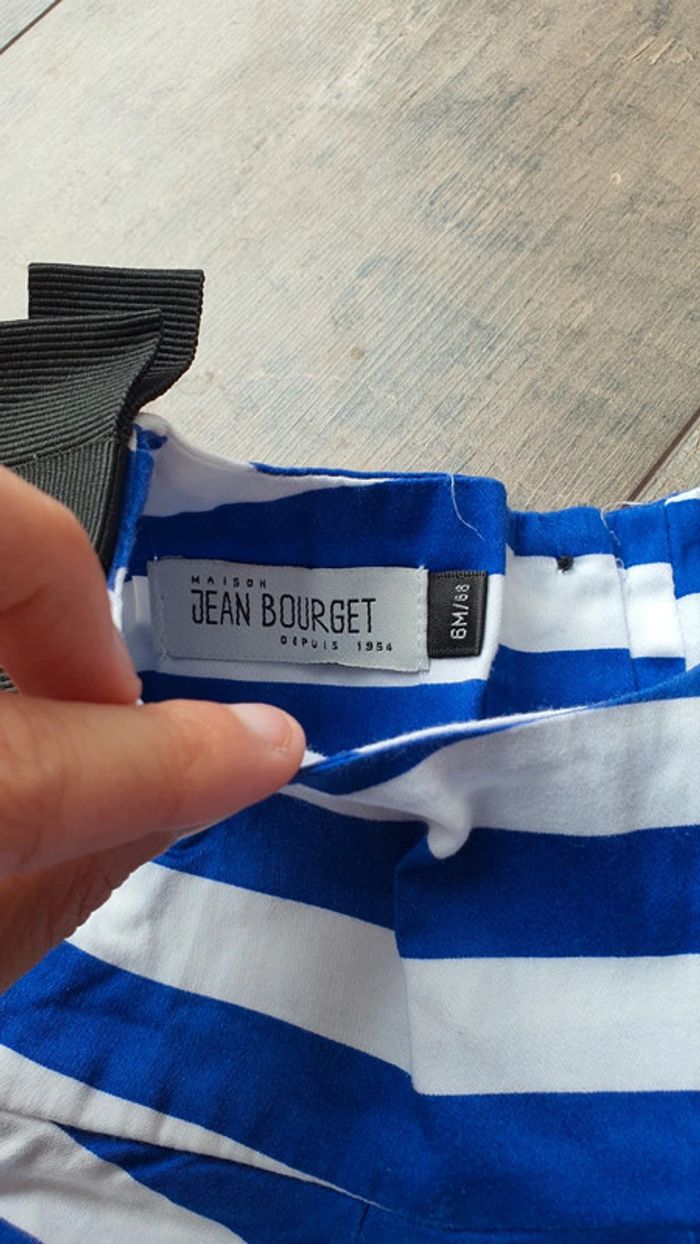 MAISON
JEAN BOURGET
DEPUIS 1954
6M/68